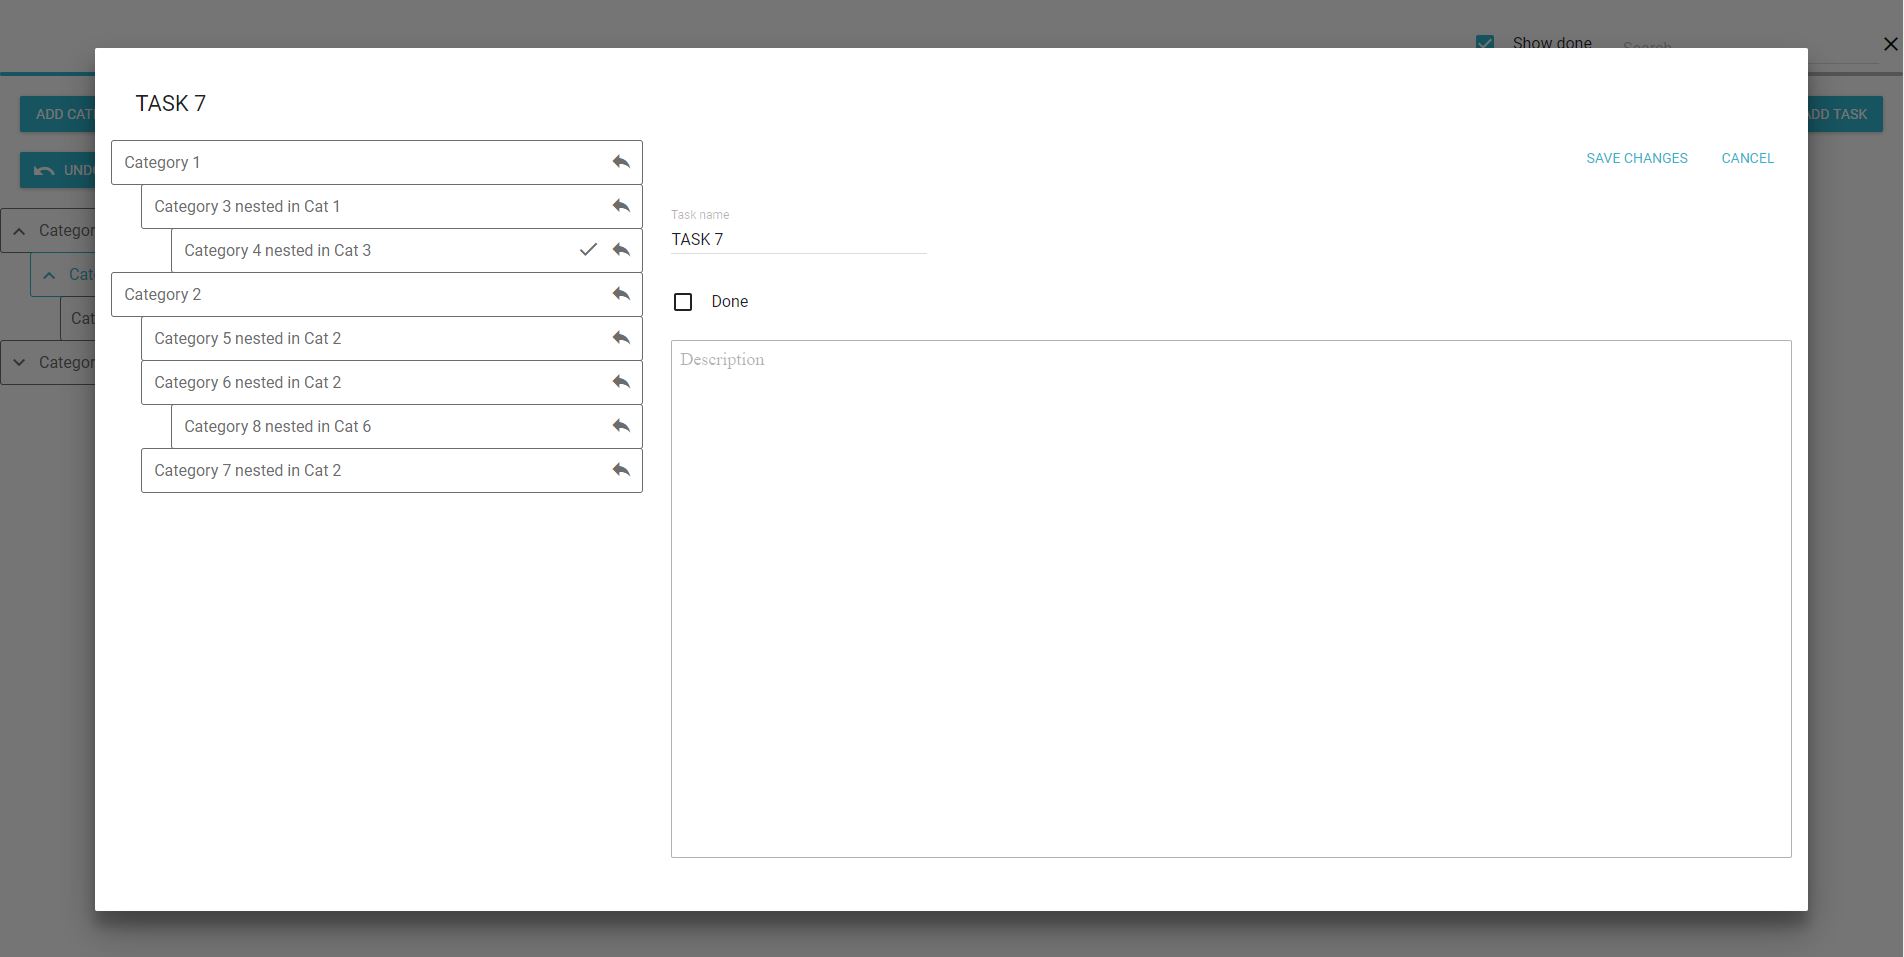 Show done
Search
ADD CAT
ADD TASK
UNDO
TASK 7
Category 1
Category 3 nested in Cat 1
Category 4 nested in Cat 3
Category 2
Category 5 nested in Cat 2
Category 6 nested in Cat 2
Category 8 nested in Cat 6
Category 7 nested in Cat 2
SAVE CHANGES
CANCEL
Task name
TASK 7
Done
Description
Categor
Cat
Cat
Categor